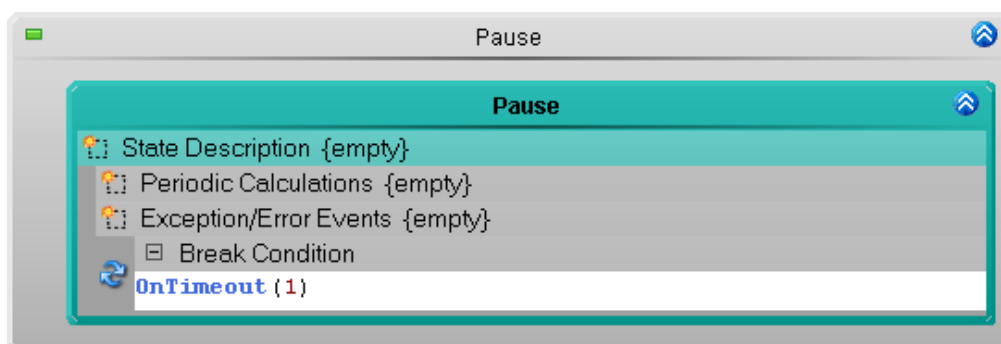 Pause
Pause
State Description {empty}
Periodic Calculations {empty}
Exception/Error Events {empty}
Break Condition
OnTimeout(1)